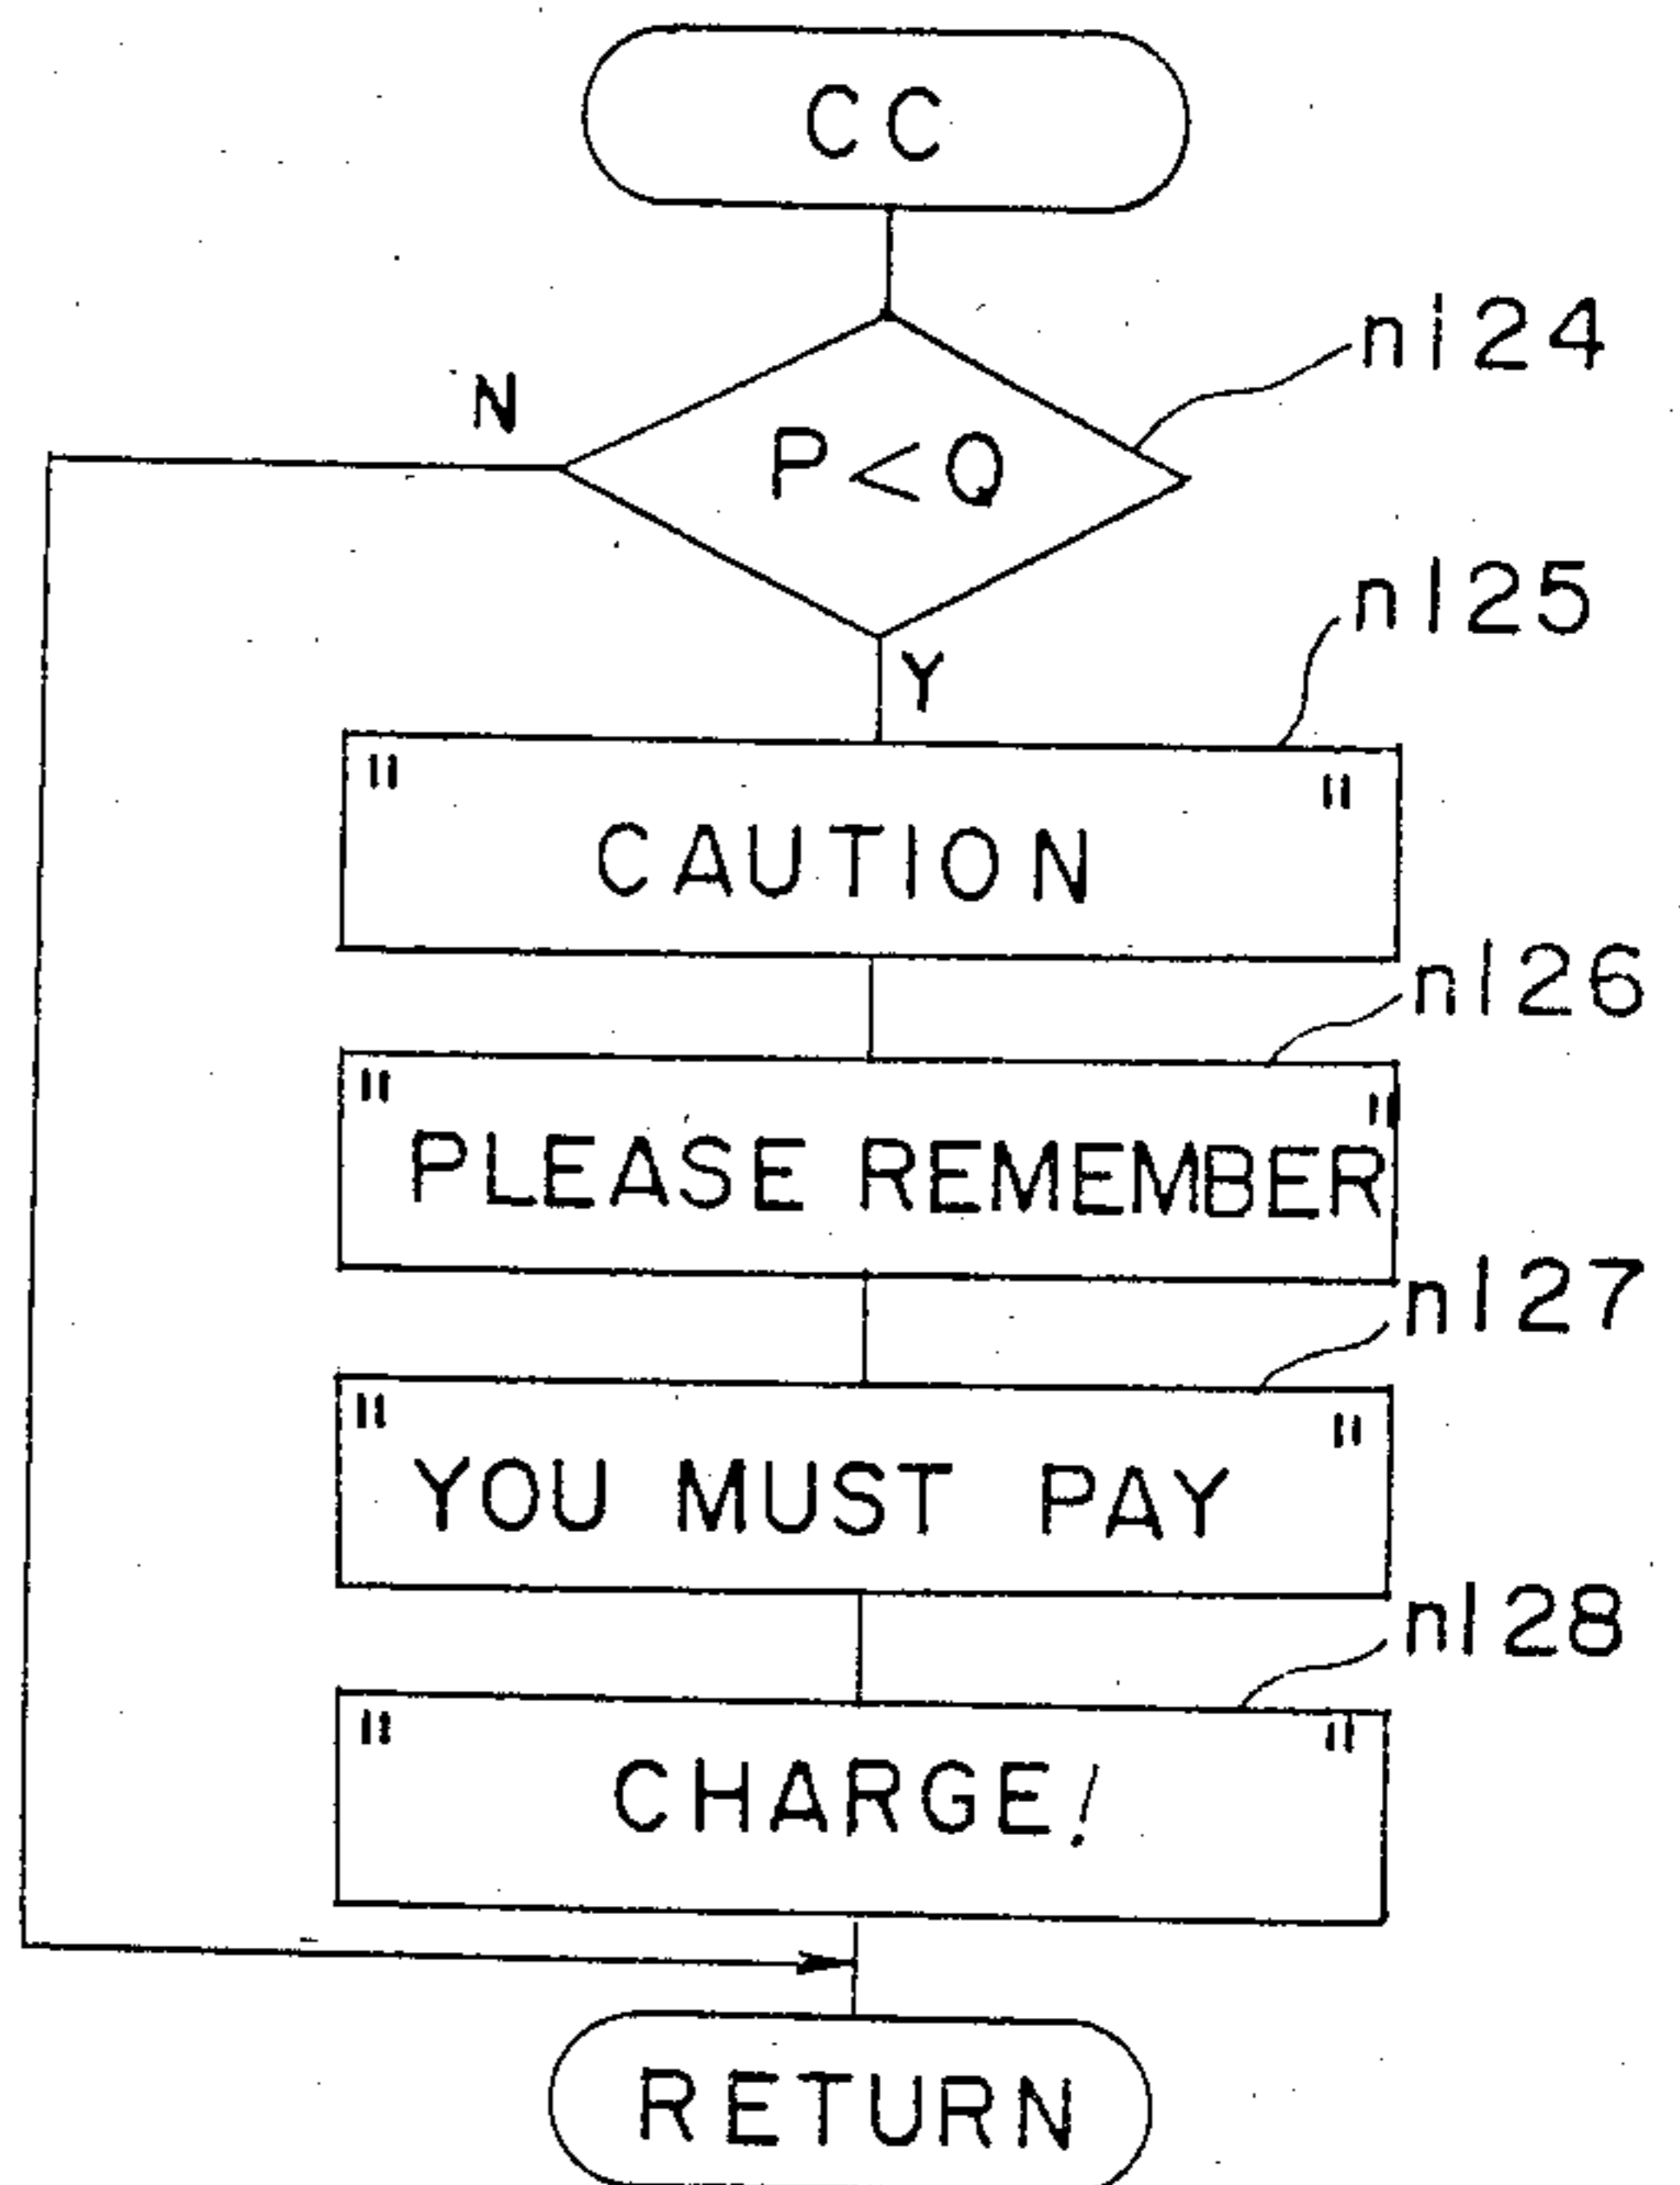 CC
n124
N
P<Q
n125
Y
" "
CAUTION
n126
" "
PLEASE REMEMBER
n127
" "
YOU MUST PAY
n128
" "
CHARGE!
RETURN